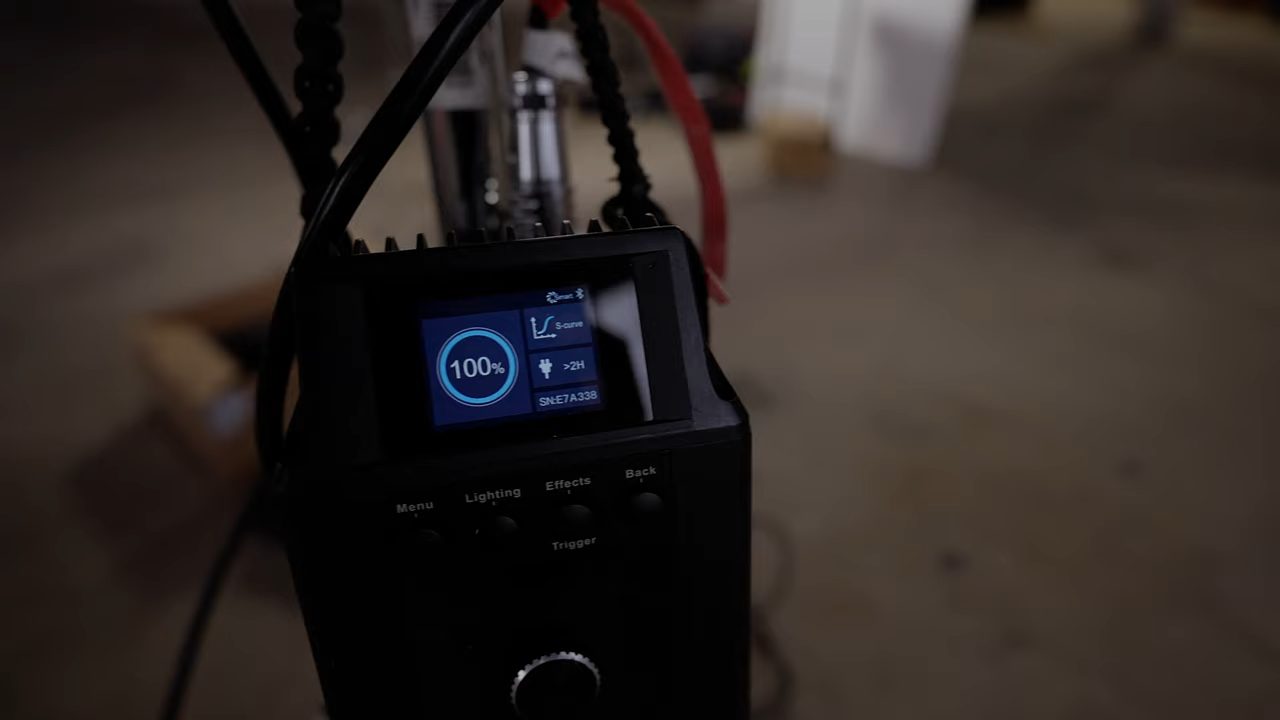 Smart
100%
S-curve
>2H
SN:E7A338
Menu
Lighting
Effects
Back
Trigger